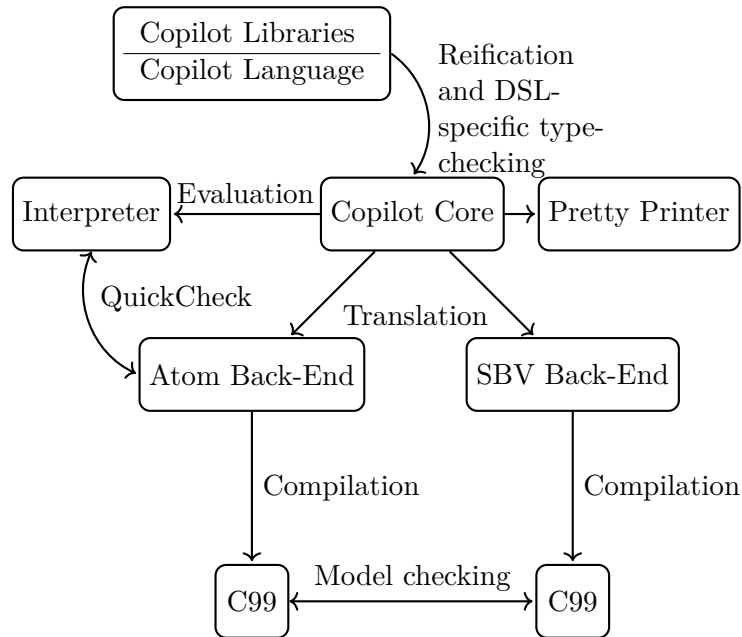 Copilot Libraries
Copilot Language
Reification
and DSL-
specific type-
checking
Evaluation
Interpreter
Copilot Core
Pretty Printer
QuickCheck
Translation
Atom Back-End
SBV Back-End
Compilation
Compilation
Model checking
C99
C99